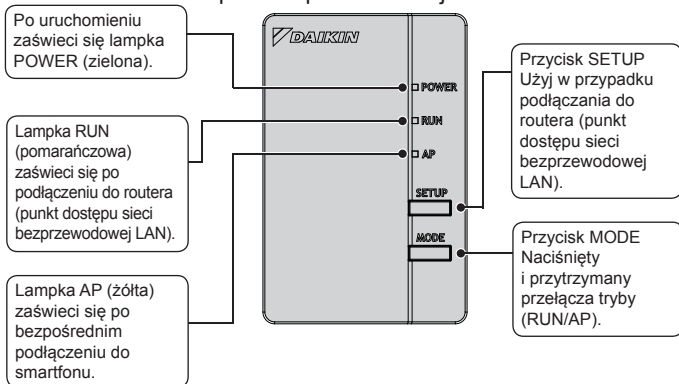 Po uruchomieniu
zaświeci się lampka
POWER (zielona).
Lampka RUN
(pomarańczowa)
zaświeci się po
podłączeniu do routera
(punkt dostępu sieci
bezprzewodowej LAN).
Lampka AP (żółta)
zaświeci się po
bezpośrednim
podłączeniu do
smartfonu.
DAIKIN
POWER
RUN
AP
SETUP
MODE
Przycisk SETUP
Użyj w przypadku
podłączania do
routera (punkt
dostępu sieci
bezprzewodowej
LAN).
Przycisk MODE
Naciśnięty
i przytrzymany
przełącza tryby
(RUN/AP).